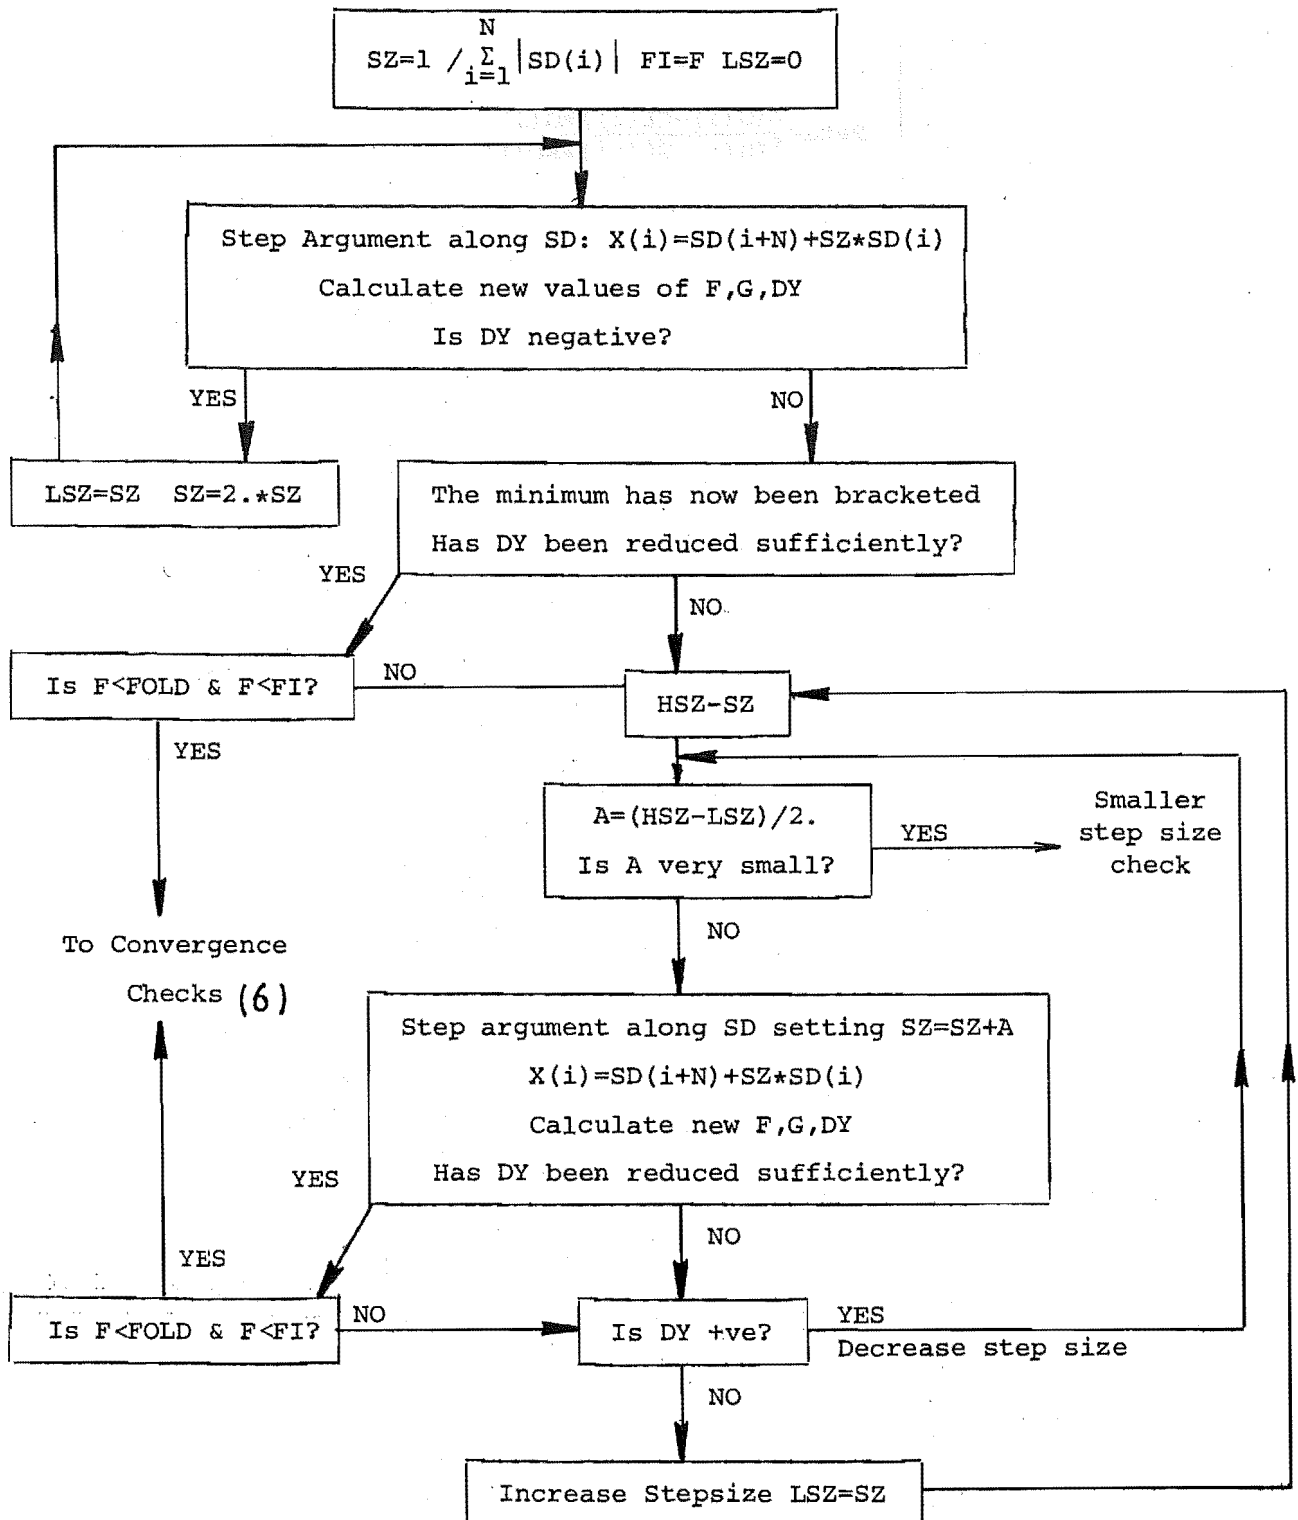 N
SZ=1 / Σ |SD(i)| FI=F LSZ=0
i=1
Step Argument along SD: X(i)=SD(i+N)+SZ*SD(i)
Calculate new values of F,G,DY
Is DY negative?
YES
NO
LSZ=SZ SZ=2.*SZ
The minimum has now been bracketed
Has DY been reduced sufficiently?
YES
NO
Is F<FOLD & F<FI?
NO
HSZ-SZ
YES
A=(HSZ-LSZ)/2.
Is A very small?
YES
Smaller
step size
check
NO
To Convergence
Checks (6)
Step argument along SD setting SZ=SZ+A
X(i)=SD(i+N)+SZ*SD(i)
Calculate new F,G,DY
Has DY been reduced sufficiently?
YES
NO
YES
Is F<FOLD & F<FI?
NO
Is DY +ve?
YES
Decrease step size
NO
Increase Stepsize LSZ=SZ